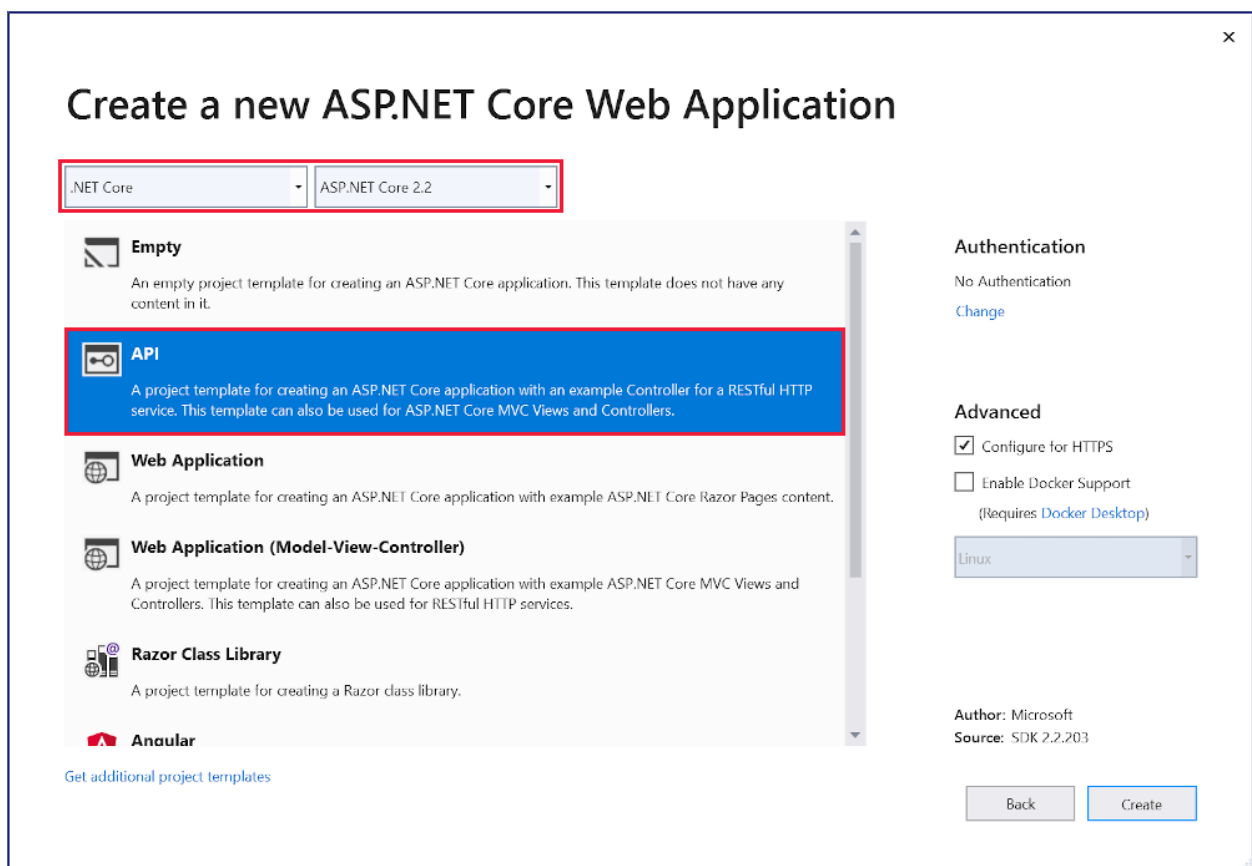 Create a new ASP.NET Core Web Application
.NET Core
ASP.NET Core 2.2
Empty
An empty project template for creating an ASP.NET Core application. This template does not have any
content in it.
API
A project template for creating an ASP.NET Core application with an example Controller for a RESTful HTTP
service. This template can also be used for ASP.NET Core MVC Views and Controllers.
Web Application
A project template for creating an ASP.NET Core application with example ASP.NET Core Razor Pages content.
Web Application (Model-View-Controller)
A project template for creating an ASP.NET Core application with example ASP.NET Core MVC Views and
Controllers. This template can also be used for RESTful HTTP services.
Razor Class Library
A project template for creating a Razor class library.
Angular
Get additional project templates
Authentication
No Authentication
Change
Advanced
Configure for HTTPS
Enable Docker Support
(Requires Docker Desktop)
Linux
Author: Microsoft
Source: SDK 2.2.203
Back
Create